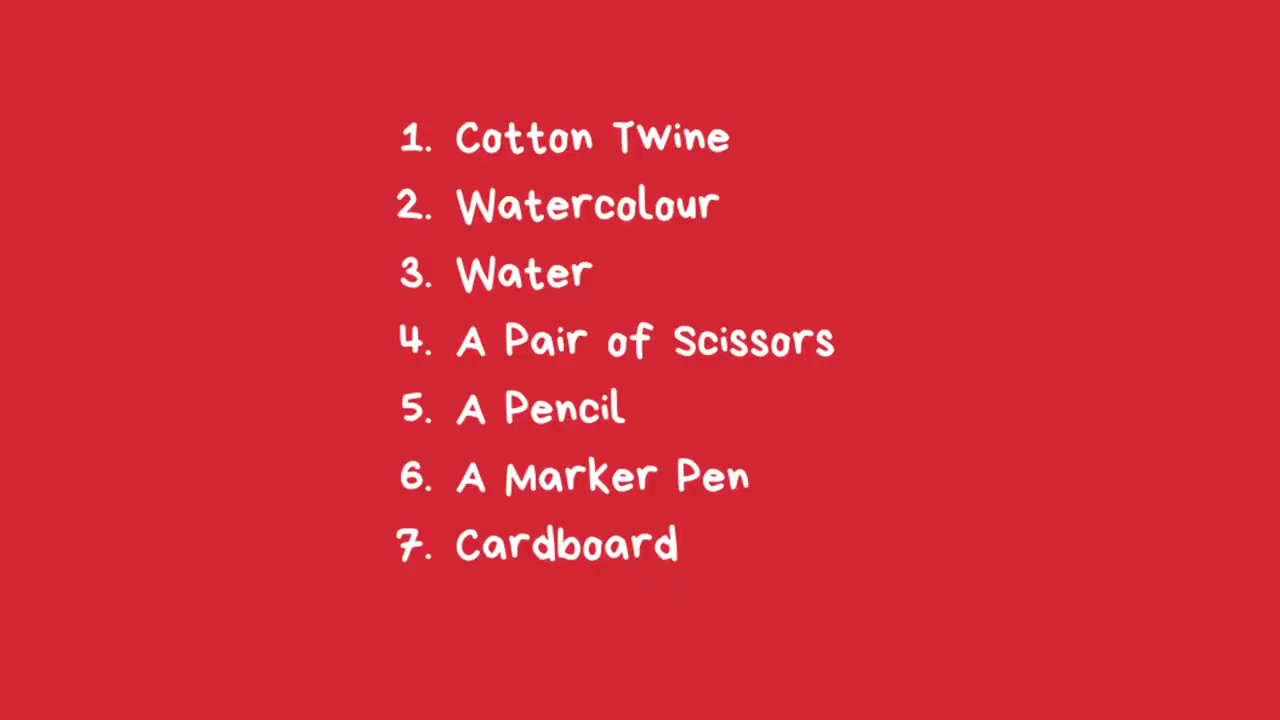 1. Cotton Twine
2. Watercolour
3. Water
4. A Pair of Scissors
5. A Pencil
6. A Marker Pen
7. Cardboard